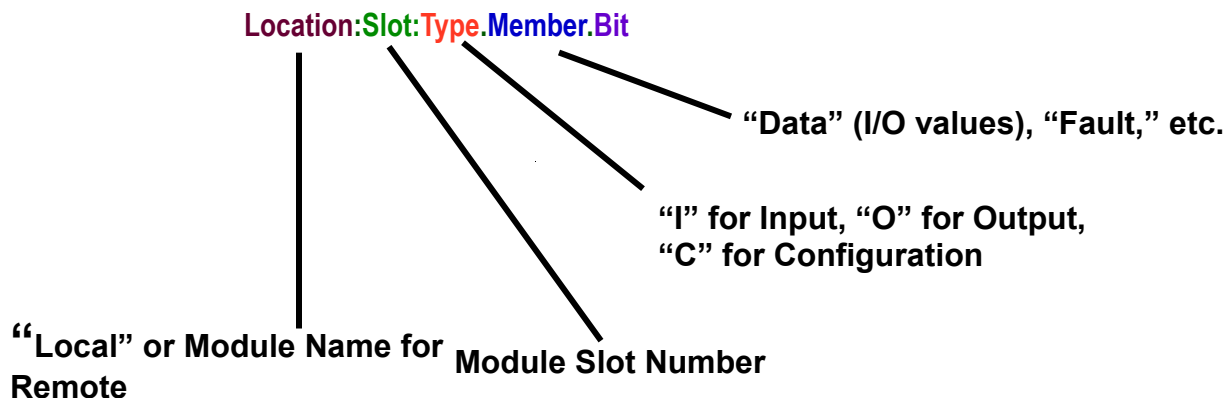 Location:Slot:Type.Member.Bit
“Data” (I/O values), “Fault,” etc.
“I” for Input, “O” for Output,
“C” for Configuration
“Local” or Module Name for
Remote
Module Slot Number